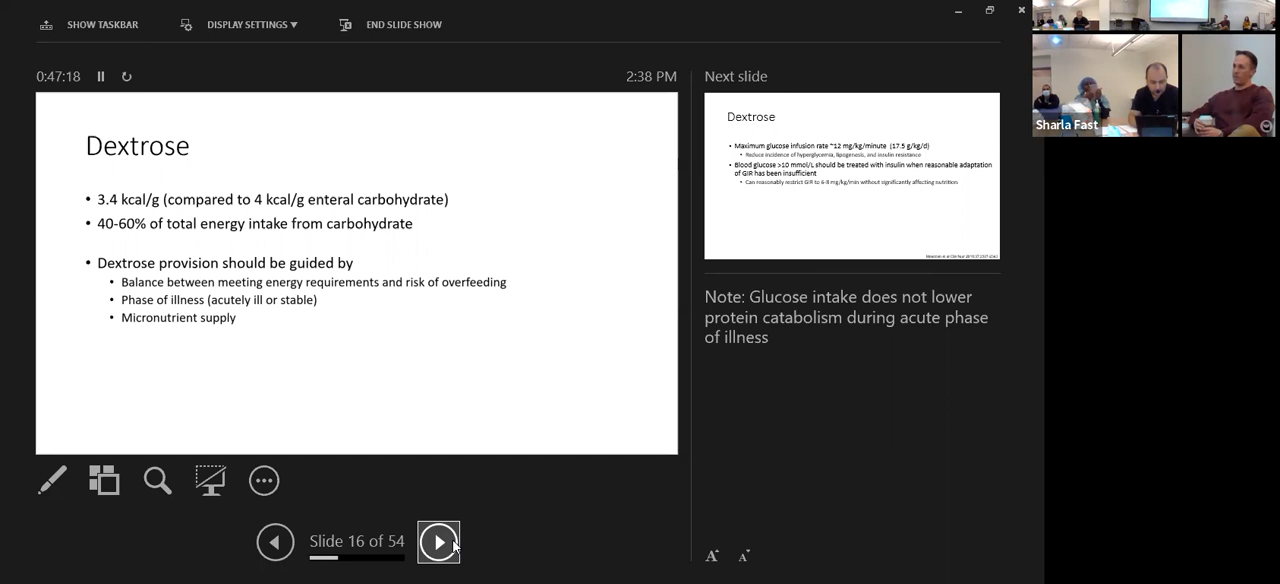 SHOW TASKBAR
DISPLAY SETTINGS ▼
END SLIDE SHOW
0:47:18
2:38 PM
Dextrose
• 3.4 kcal/g (compared to 4 kcal/g enteral carbohydrate)
• 40-60% of total energy intake from carbohydrate
• Dextrose provision should be guided by
• Balance between meeting energy requirements and risk of overfeeding
• Phase of illness (acutely ill or stable)
• Micronutrient supply
Slide 16 of 54
Next slide
Dextrose
• Maximum glucose infusion rate ~12 mg/kg/minute (17.5 g/kg/d)
• Reduce incidence of hyperglycemia, lipogenesis, and insulin resistance
• Blood glucose >10 mmol/L should be treated with insulin when reasonable adaptation
of GIR has been insufficient
• Can reasonably restrict GIR to 6-8 mg/kg/min without significantly affecting nutrition
Note: Glucose intake does not lower
protein catabolism during acute phase
of illness
A A
Sharla Fast